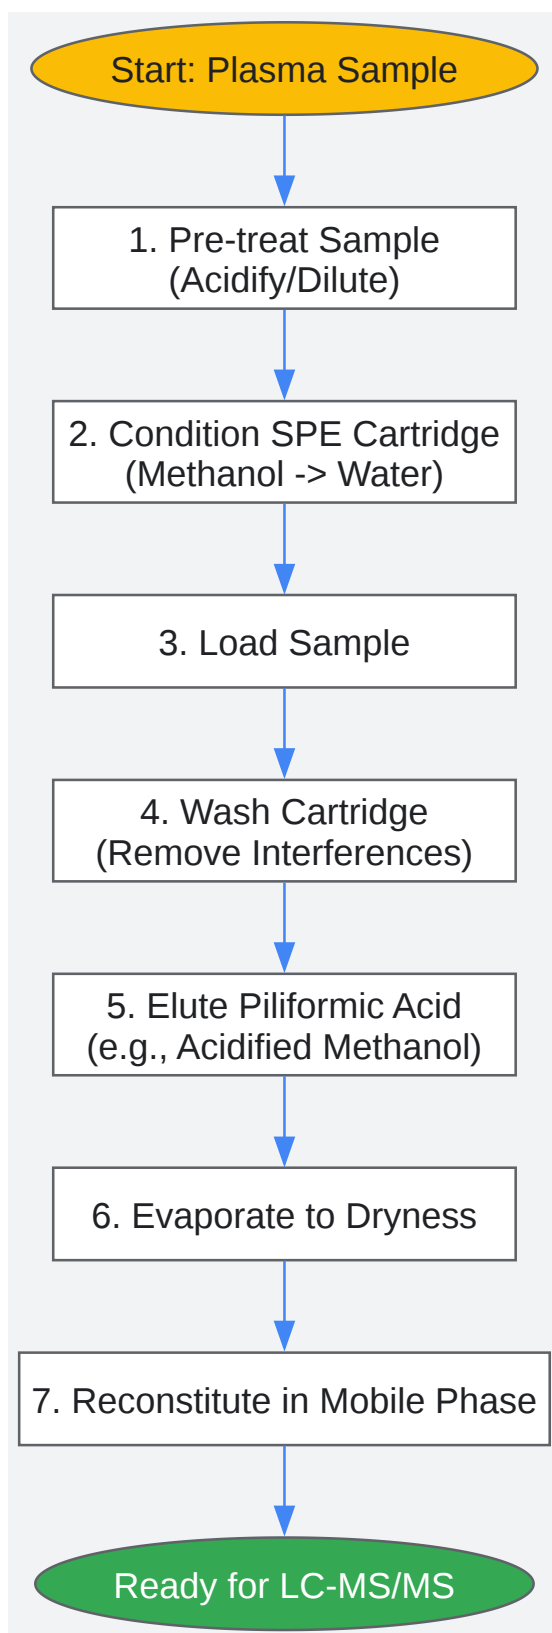 Start: Plasma Sample
1. Pre-treat Sample
(Acidify/Dilute)
2. Condition SPE Cartridge
(Methanol -> Water)
3. Load Sample
4. Wash Cartridge
(Remove Interferences)
5. Elute Piliformic Acid
(e.g., Acidified Methanol)
6. Evaporate to Dryness
7. Reconstitute in Mobile Phase
Ready for LC-MS/MS